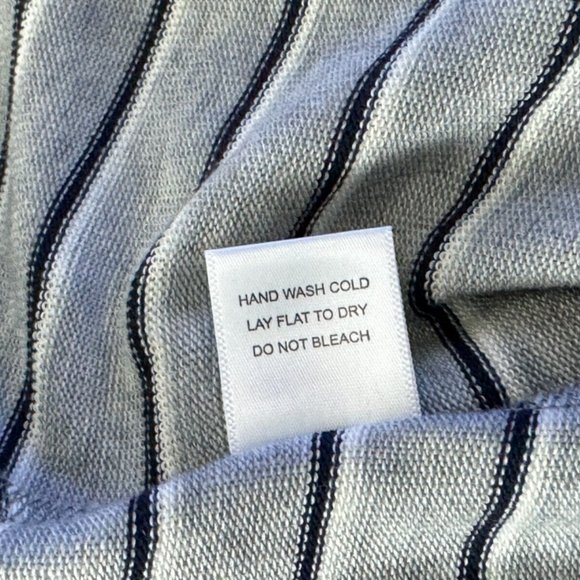 HAND WASH COLD
LAY FLAT TO DRY
DO NOT BLEACH